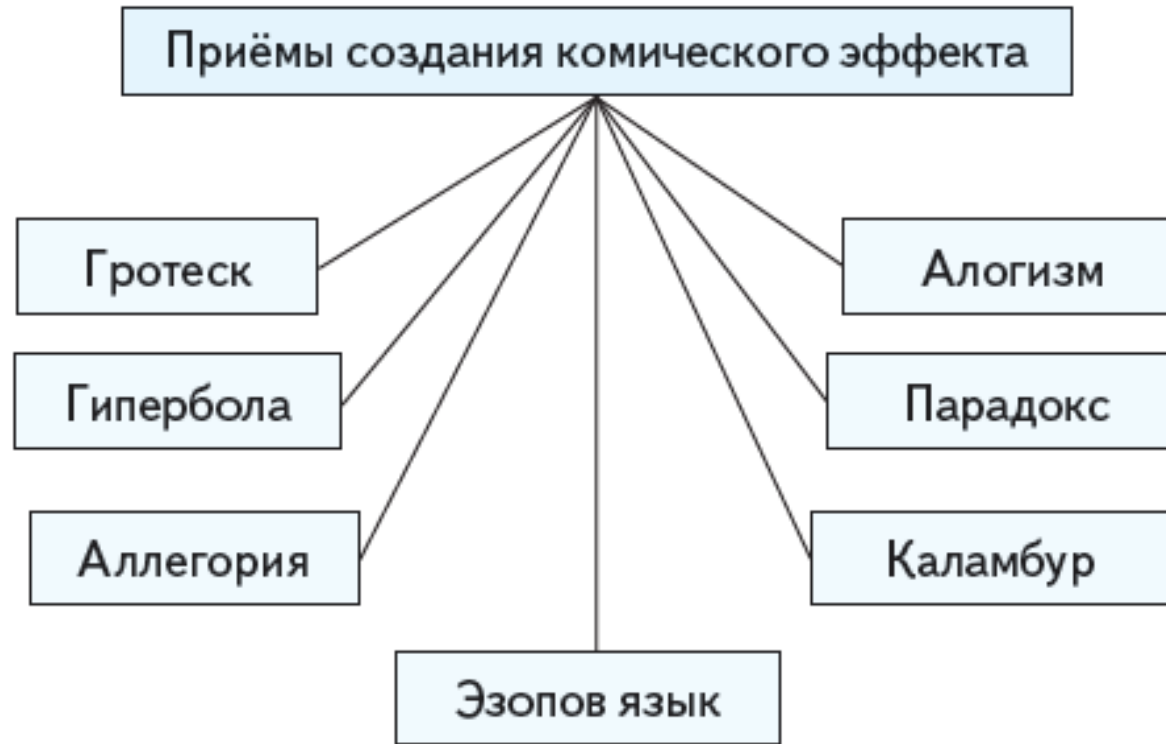 Приёмы создания комического эффекта
Гротеск
Алогизм
Гипербола
Парадокс
Аллегория
Каламбур
Эзопов язык